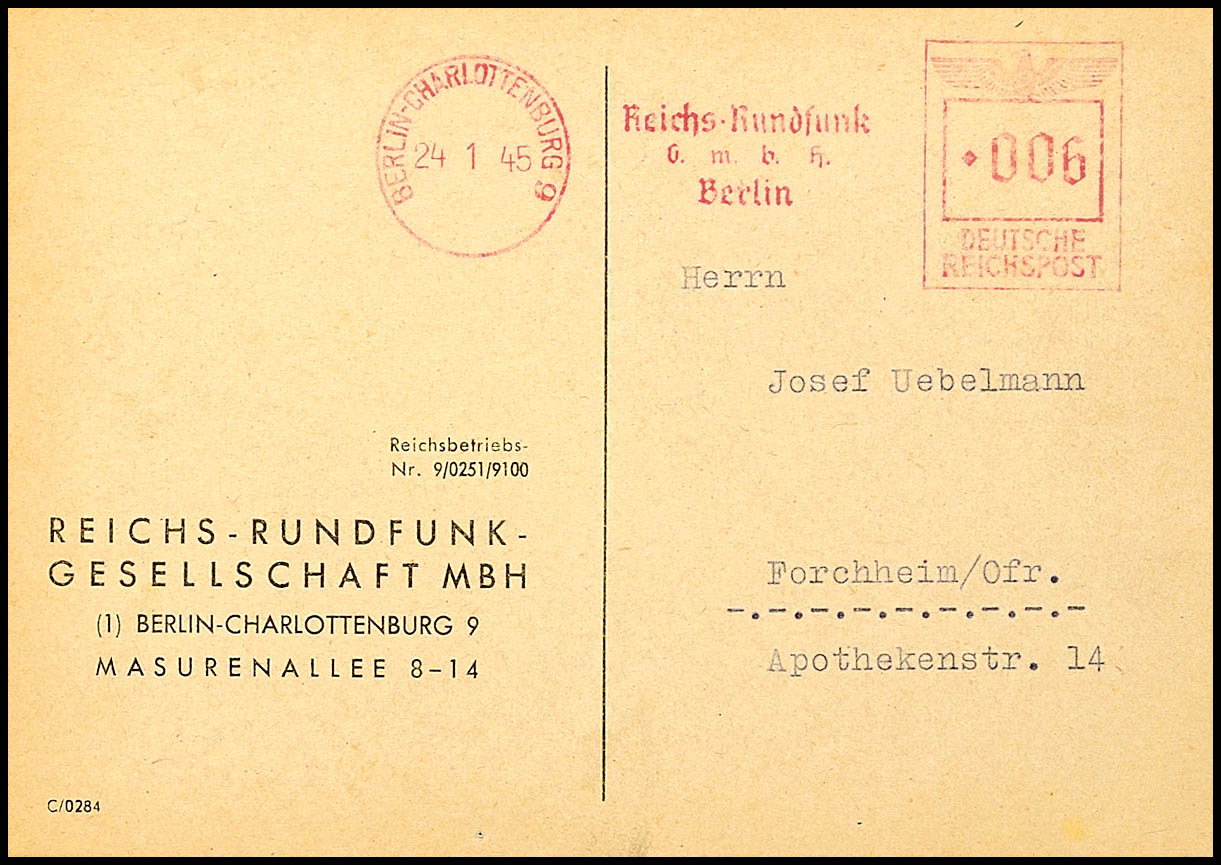 BERLIN-CHARLOTTENBURG 9
24 1 45
Reichs-Rundfunk
G. m. b. H.
Berlin
006
DEUTSCHE
REICHSPOST
Herrn
Josef Uebelmann
Forchheim/Ofr.
-.-.-.-.-.-.-.-.-
Apothekenstr. 14
Reichsbetriebs-
Nr. 9/0251/9100
REICHS-RUNDFUNK-
GESELLSCHAFT MBH
(1) BERLIN-CHARLOTTENBURG 9
MASURENALLEE 8–14
C/0284